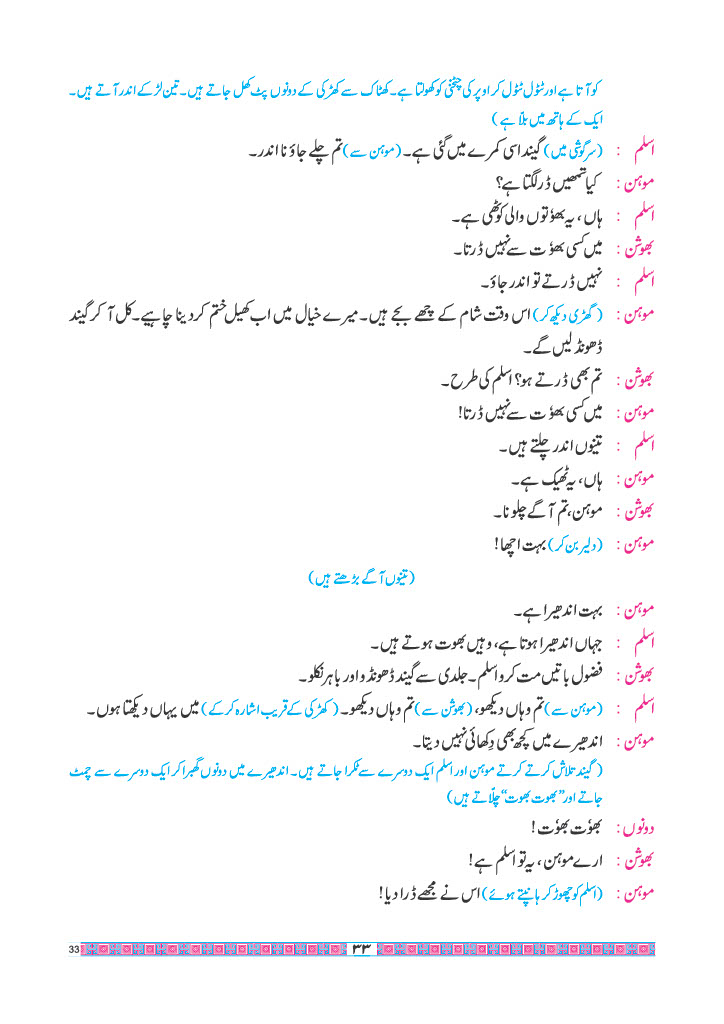 کو آتا ہے اور ٹٹول ٹٹول کر اوپر کی چٹخنی کو کھولتا ہے۔ کھٹاک سے کھڑکی کے دونوں پٹ کھل جاتے ہیں۔ تین لڑکے اندر آتے ہیں۔
ایک کے ہاتھ میں بلّا ہے)
اسلم : (سرگوشی میں) گیند اسی کمرے میں گئی ہے۔ (موہن سے) تم چلے جاؤ نا اندر۔
موہن : کیا تمھیں ڈر لگتا ہے؟
اسلم : ہاں، یہ بھوٗتوں والی کوٹھی ہے۔
بھوشن : میں کسی بھوٗت سے نہیں ڈرتا۔
اسلم : نہیں ڈرتے تو اندر جاؤ۔
موہن : (گھڑی دیکھ کر) اس وقت شام کے چھے بجے ہیں۔ میرے خیال میں اب کھیل ختم کر دینا چاہیے۔ کل آ کر گیند
ڈھونڈ لیں گے۔
بھوشن : تم بھی ڈرتے ہو؟ اسلم کی طرح۔
موہن : میں کسی بھوٗت سے نہیں ڈرتا!
اسلم : تینوں اندر چلتے ہیں۔
موہن : ہاں، یہ ٹھیک ہے۔
بھوشن : موہن، تم آگے چلو نا۔
موہن : (دلیر بن کر) بہت اچھا!
(تینوں آگے بڑھتے ہیں)
موہن : بہت اندھیرا ہے۔
اسلم : جہاں اندھیرا ہوتا ہے، وہیں بھوت ہوتے ہیں۔
بھوشن : فضول باتیں مت کرو اسلم۔ جلدی سے گیند ڈھونڈو اور باہر نکلو۔
اسلم : (موہن سے) تم وہاں دیکھو، (بھوشن سے) تم وہاں دیکھو۔ (کھڑکی کے قریب اشارہ کر کے) میں یہاں دیکھتا ہوں۔
موہن : اندھیرے میں کچھ بھی دِکھائی نہیں دیتا۔
(گیند تلاش کرتے کرتے موہن اور اسلم ایک دوسرے سے ٹکرا جاتے ہیں۔ اندھیرے میں دونوں گھبرا کر ایک دوسرے سے چمٹ
جاتے اور ”بھوت بھوت“ چلّاتے ہیں)
دونوں : بھوٗت بھوٗت!
بھوشن : ارے موہن، یہ تو اسلم ہے!
موہن : (اسلم کو چھوڑ کر ہانپتے ہوئے) اس نے مجھے ڈرا دیا!
33 ۳۳